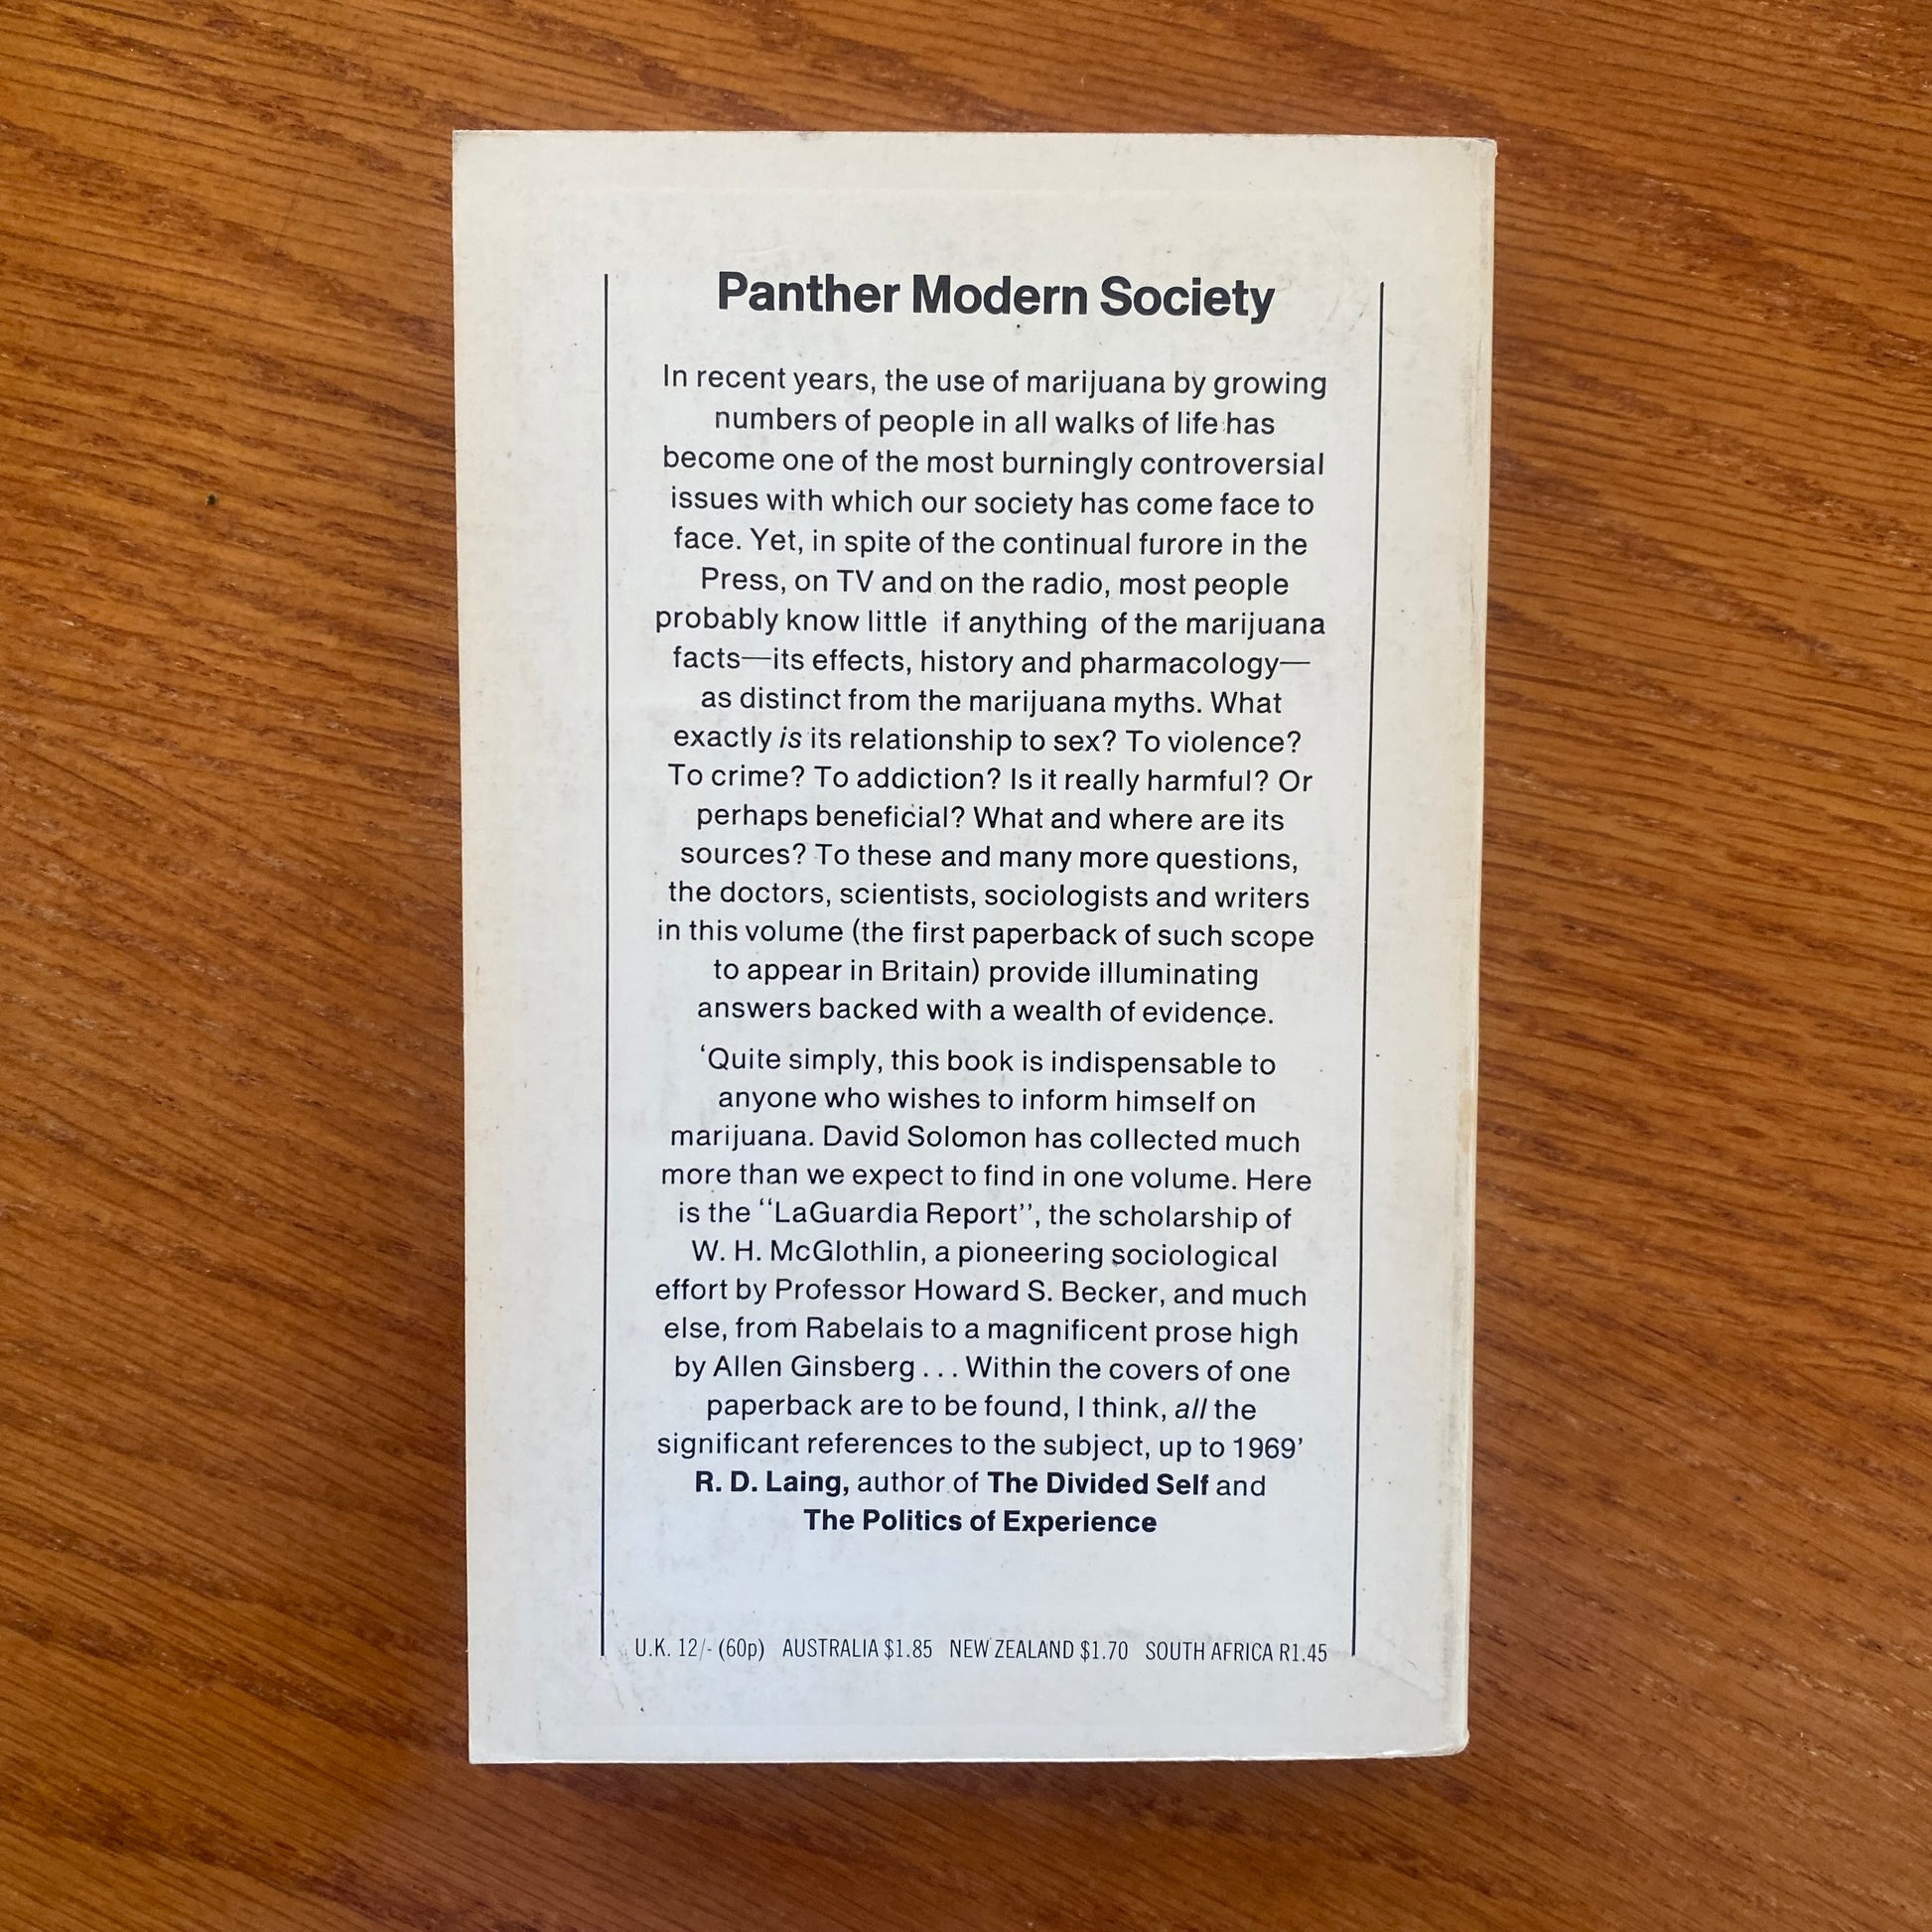 Panther Modern Society
In recent years, the use of marijuana by growing
numbers of people in all walks of life has
become one of the most burningly controversial
issues with which our society has come face to
face. Yet, in spite of the continual furore in the
Press, on TV and on the radio, most people
probably know little if anything of the marijuana
facts—its effects, history and pharmacology—
as distinct from the marijuana myths. What
exactly is its relationship to sex? To violence?
To crime? To addiction? Is it really harmful? Or
perhaps beneficial? What and where are its
sources? To these and many more questions,
the doctors, scientists, sociologists and writers
in this volume (the first paperback of such scope
to appear in Britain) provide illuminating
answers backed with a wealth of evidence.
‘Quite simply, this book is indispensable to
anyone who wishes to inform himself on
marijuana. David Solomon has collected much
more than we expect to find in one volume. Here
is the “LaGuardia Report”, the scholarship of
W. H. McGlothlin, a pioneering sociological
effort by Professor Howard S. Becker, and much
else, from Rabelais to a magnificent prose high
by Allen Ginsberg . . . Within the covers of one
paperback are to be found, I think, all the
significant references to the subject, up to 1969’
R. D. Laing, author of The Divided Self and
The Politics of Experience
U.K. 12/- (60p) AUSTRALIA $1.85 NEW ZEALAND $1.70 SOUTH AFRICA R1.45